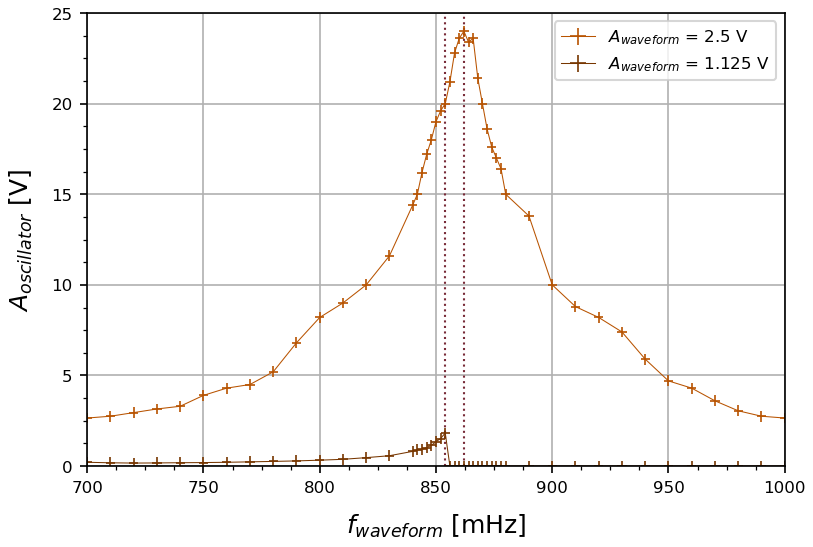 25
20
15
10
5
0
A_oscillator [V]
A_waveform = 2.5 V
A_waveform = 1.125 V
700 750 800 850 900 950 1000
f_waveform [mHz]